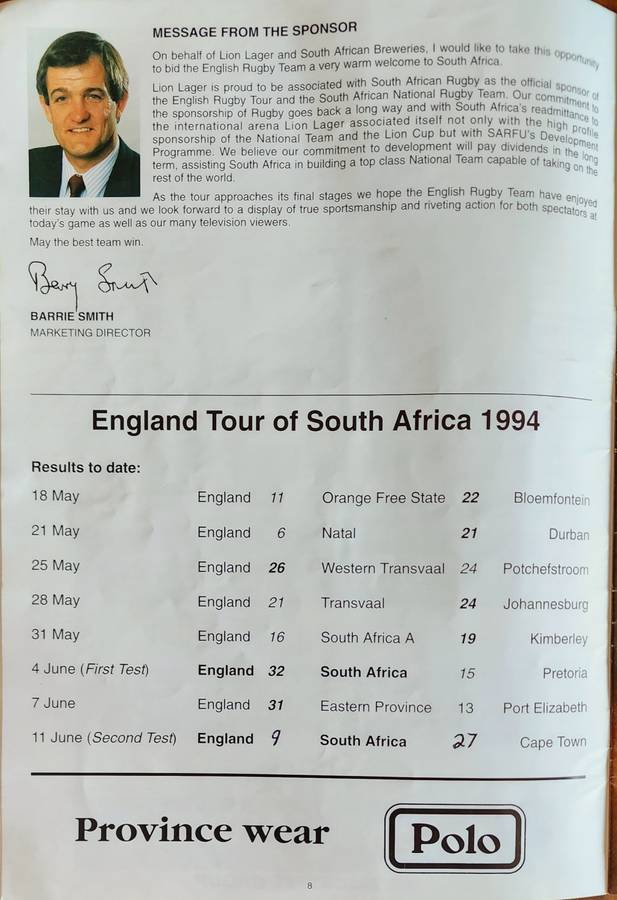 MESSAGE FROM THE SPONSOR
On behalf of Lion Lager and South African Breweries, I would like to take this opportunity
to bid the English Rugby Team a very warm welcome to South Africa.
Lion Lager is proud to be associated with South African Rugby as the official sponsor of
the English Rugby Tour and the South African National Rugby Team. Our commitment to
the sponsorship of Rugby goes back a long way and with South Africa's readmittance to
the international arena Lion Lager associated itself not only with the high profile
sponsorship of the National Team and the Lion Cup but with SARFU's Development
Programme. We believe our commitment to development will pay dividends in the long
term, assisting South Africa in building a top class National Team capable of taking on the
rest of the world.
As the tour approaches its final stages we hope the English Rugby Team have enjoyed
their stay with us and we look forward to a display of true sportsmanship and riveting action for both spectators at
today's game as well as our many television viewers.
May the best team win.
Barry Smith
BARRIE SMITH
MARKETING DIRECTOR
England Tour of South Africa 1994
Results to date:
18 May England 11 Orange Free State 22 Bloemfontein
21 May England 6 Natal 21 Durban
25 May England 26 Western Transvaal 24 Potchefstroom
28 May England 21 Transvaal 24 Johannesburg
31 May England 16 South Africa A 19 Kimberley
4 June (First Test) England 32 South Africa 15 Pretoria
7 June England 31 Eastern Province 13 Port Elizabeth
11 June (Second Test) England 9 South Africa 27 Cape Town
Province wear Polo
8